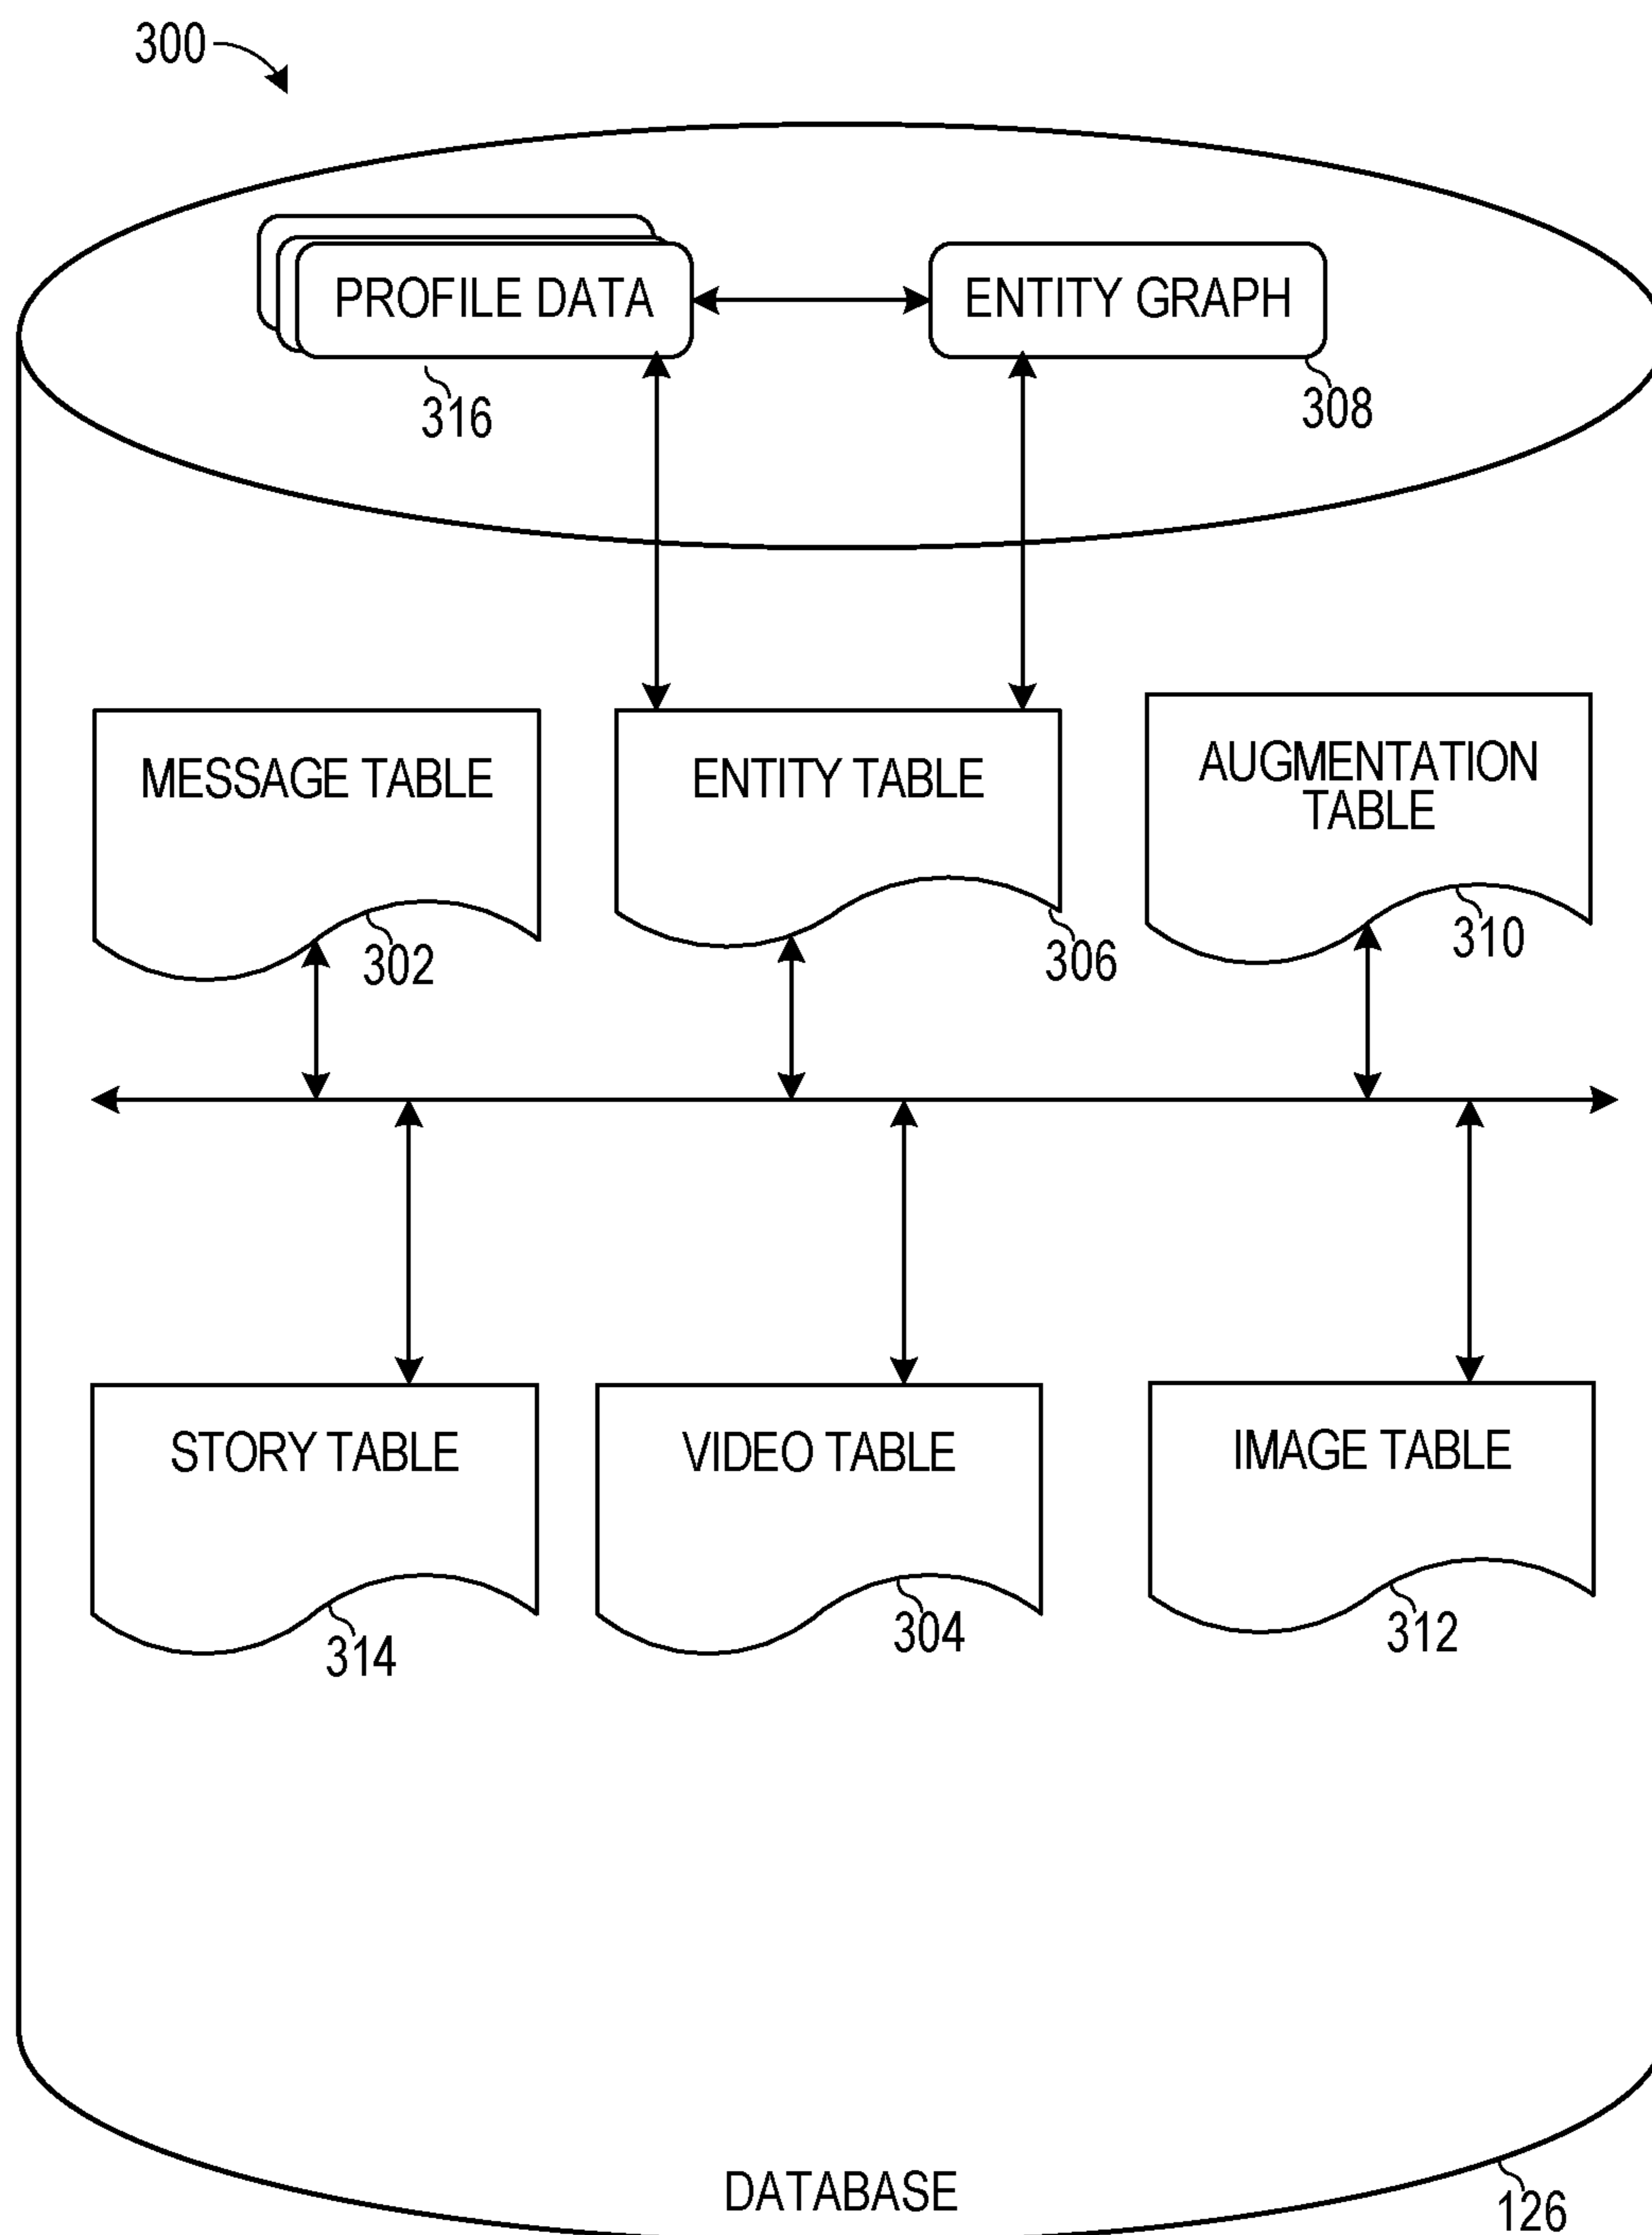 300
PROFILE DATA
ENTITY GRAPH
316
308
MESSAGE TABLE
ENTITY TABLE
AUGMENTATION
TABLE
302
306
310
STORY TABLE
VIDEO TABLE
IMAGE TABLE
314
304
312
DATABASE
126